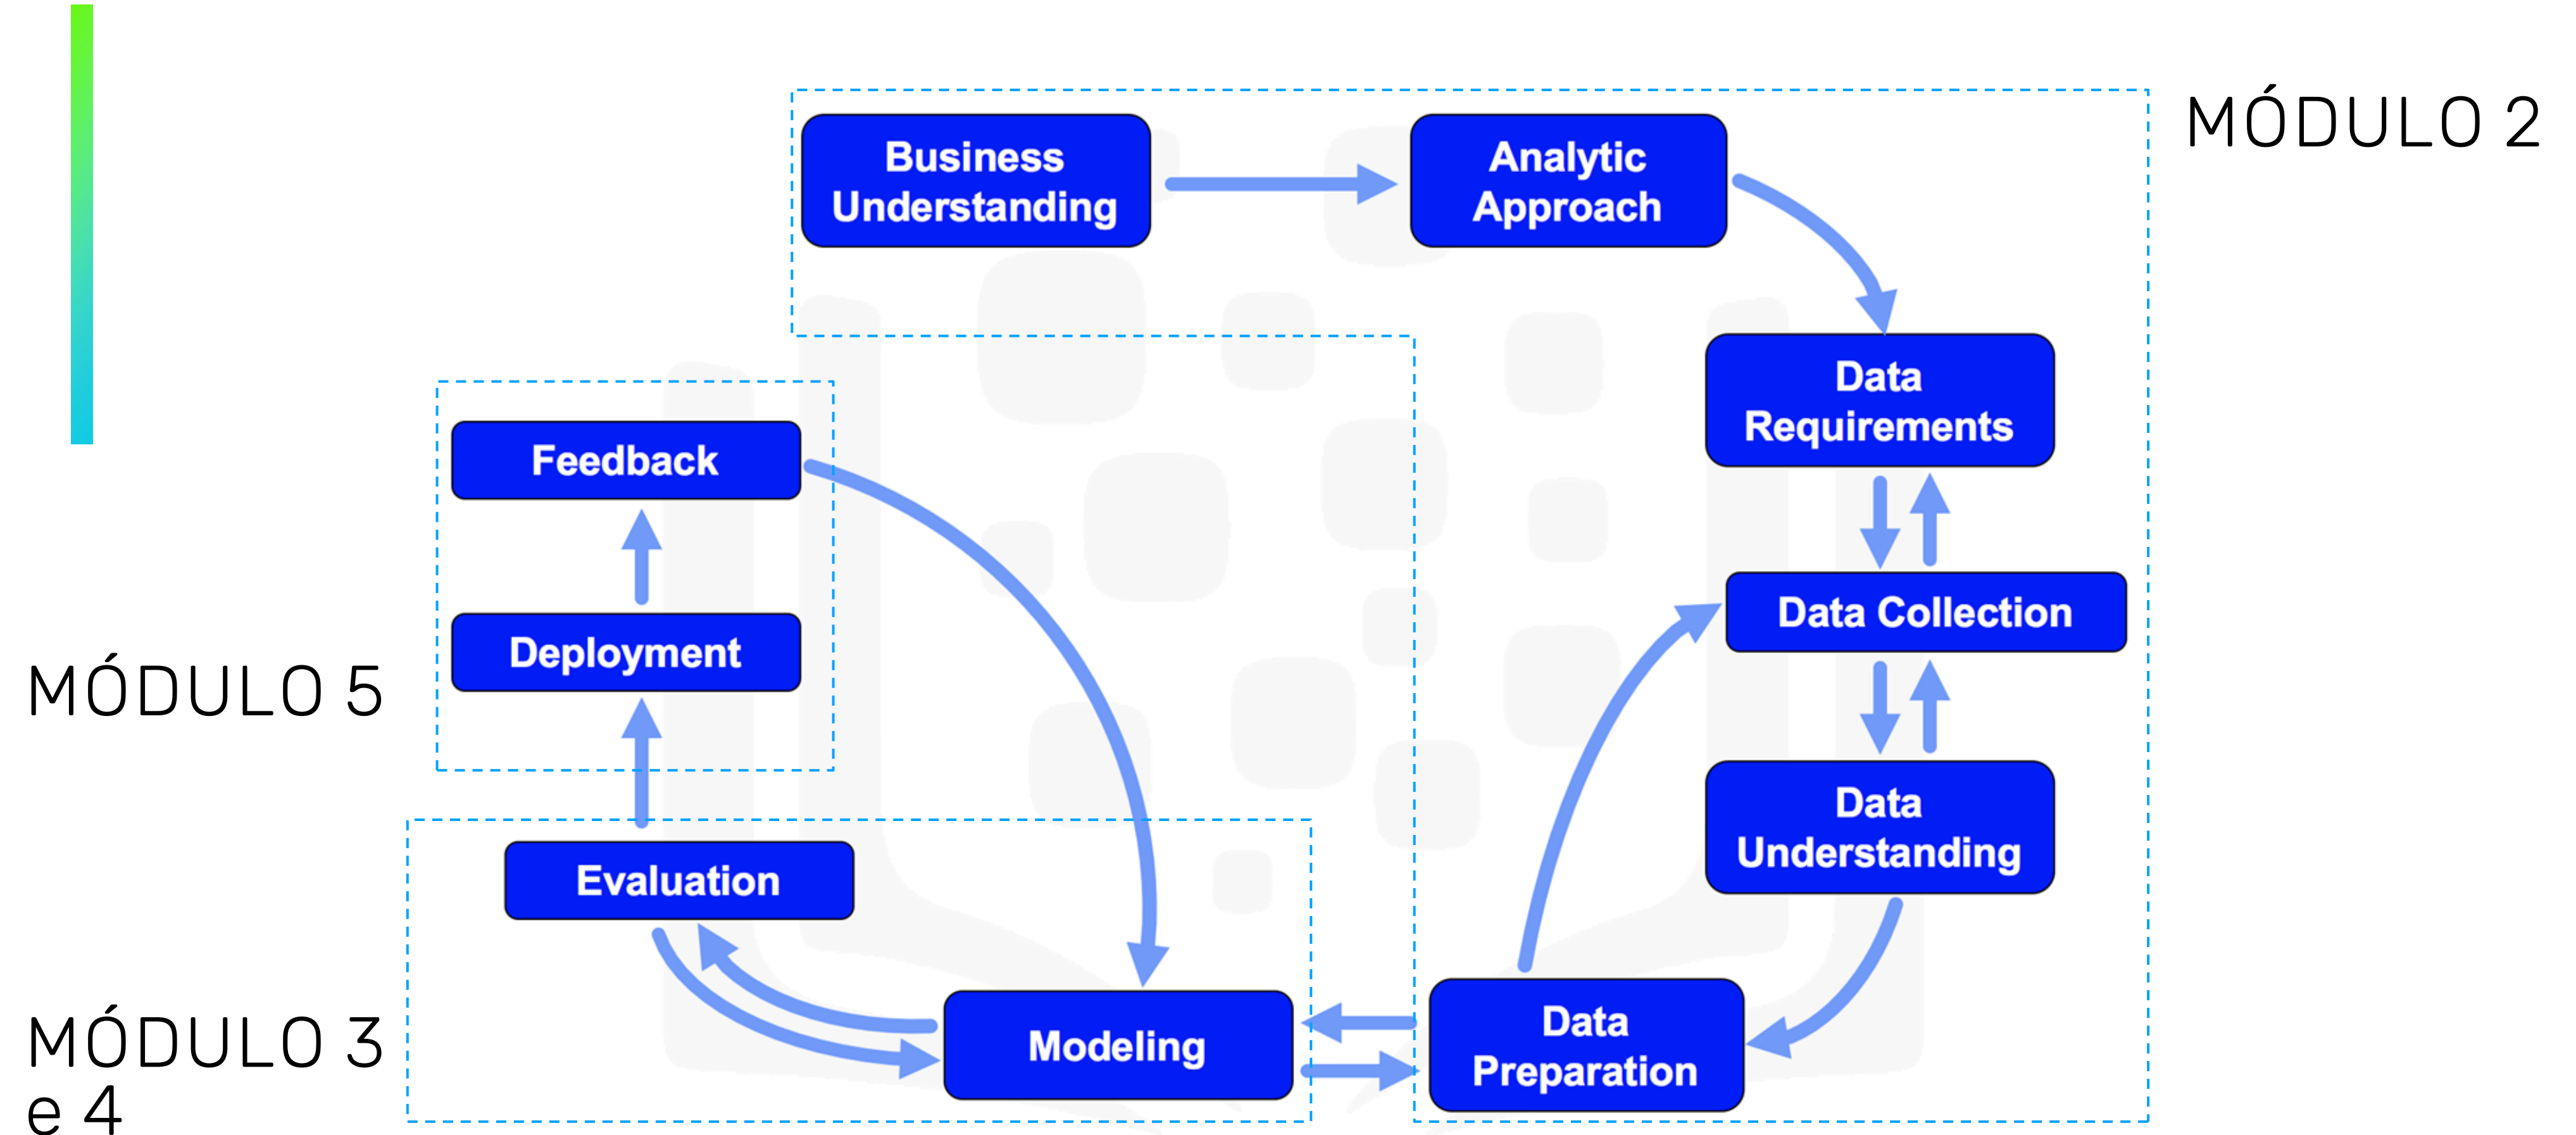 MÓDULO 2
Business
Understanding
Analytic
Approach
Data
Requirements
Data Collection
Data
Understanding
Data
Preparation
Modeling
Evaluation
Deployment
Feedback
MÓDULO 5
MÓDULO 3
e 4